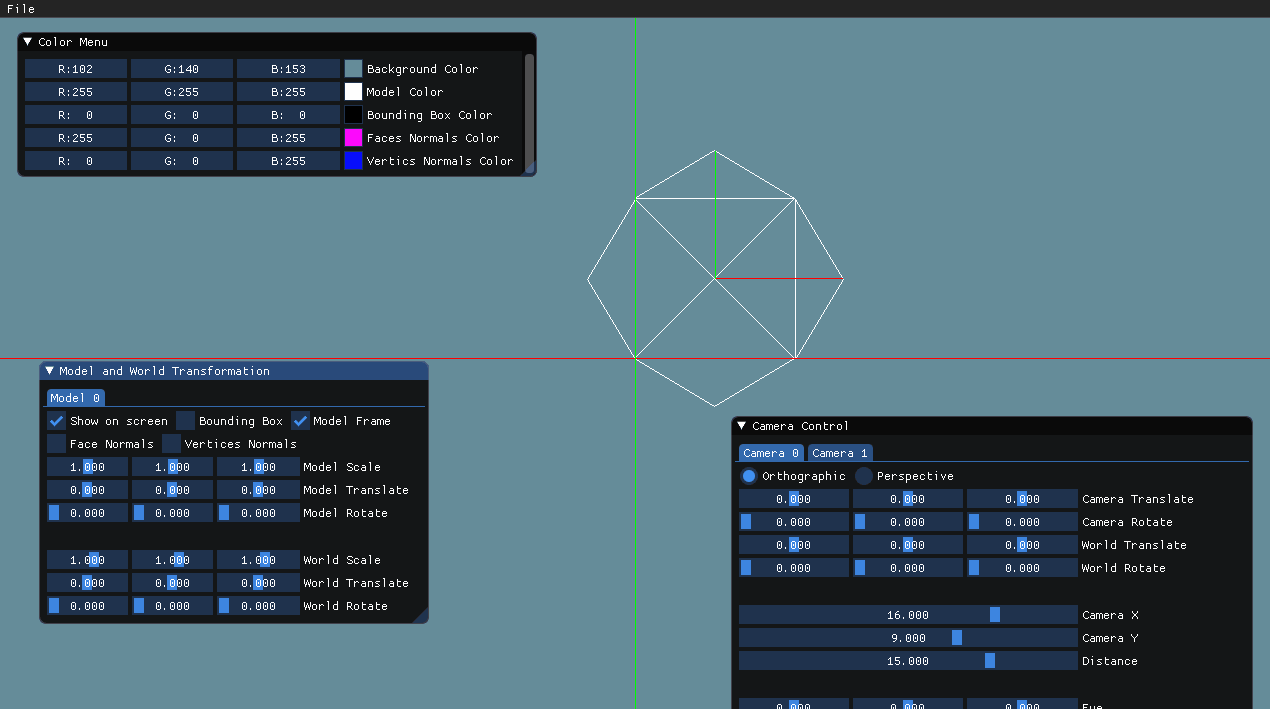 File
Color Menu
R:102 G:140 B:153 Background Color
R:255 G:255 B:255 Model Color
R: 0 G: 0 B: 0 Bounding Box Color
R:255 G: 0 B:255 Faces Normals Color
R: 0 G: 0 B:255 Vertics Normals Color
Model and World Transformation
Model 0
Show on screen Bounding Box Model Frame
Face Normals Vertices Normals
1.000 1.000 1.000 Model Scale
0.000 0.000 0.000 Model Translate
0.000 0.000 0.000 Model Rotate
1.000 1.000 1.000 World Scale
0.000 0.000 0.000 World Translate
0.000 0.000 0.000 World Rotate
Camera Control
Camera 0 Camera 1
Orthographic Perspective
0.000 0.000 0.000 Camera Translate
0.000 0.000 0.000 Camera Rotate
0.000 0.000 0.000 World Translate
0.000 0.000 0.000 World Rotate
16.000 Camera X
9.000 Camera Y
15.000 Distance
0.000 0.000 0.000 Eye